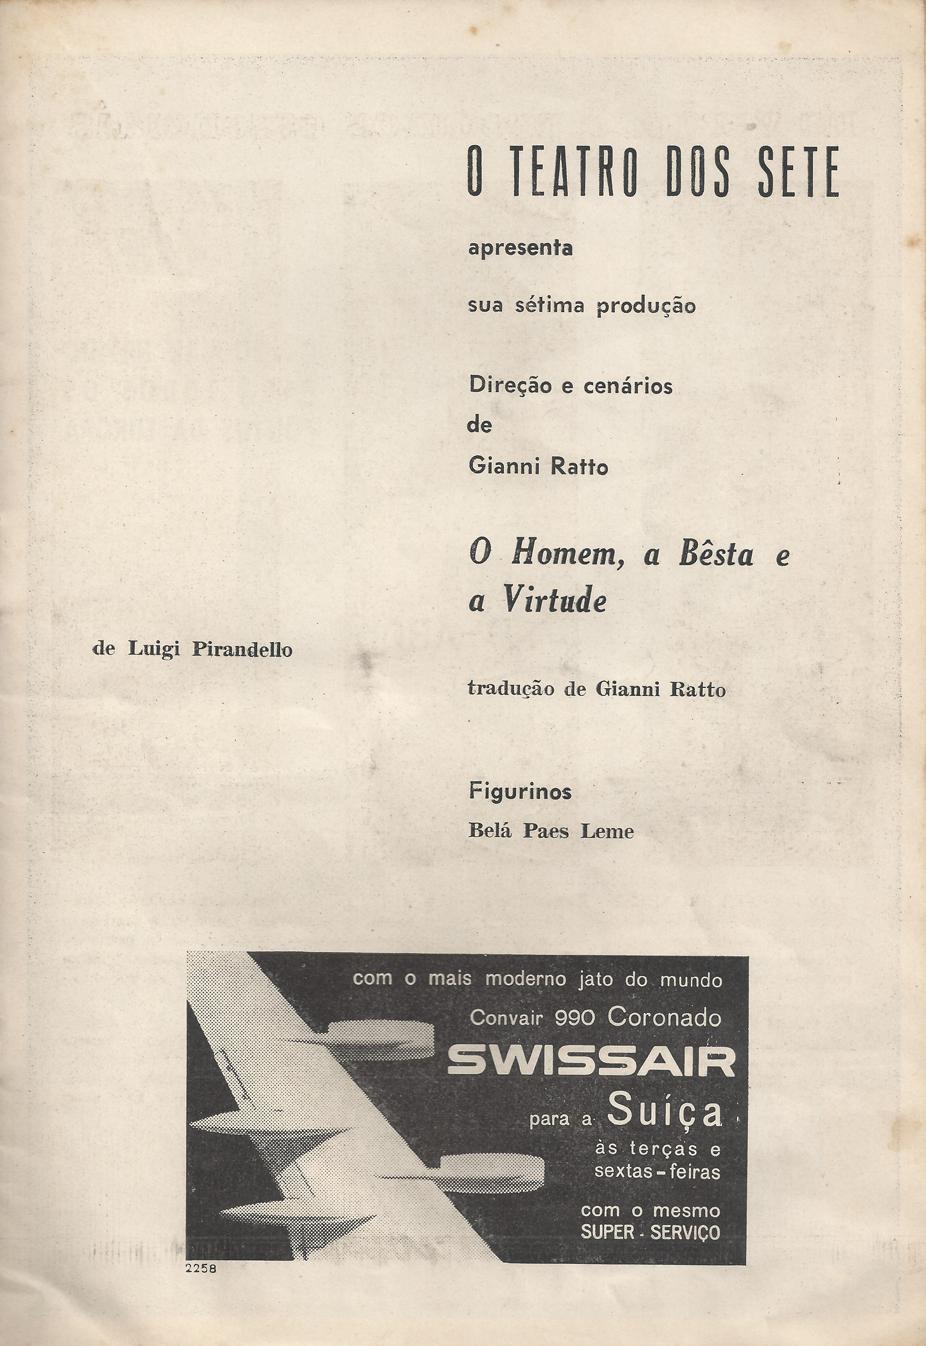 O TEATRO DOS SETE
apresenta
sua sétima produção
Direção e cenários
de
Gianni Ratto
O Homem, a Bêsta e
a Virtude
de Luigi Pirandello
tradução de Gianni Ratto
Figurinos
Belá Paes Leme
com o mais moderno jato do mundo
Convair 990 Coronado
SWISSAIR
para a Suíça
às terças e
sextas-feiras
com o mesmo
SUPER - SERVIÇO
2258